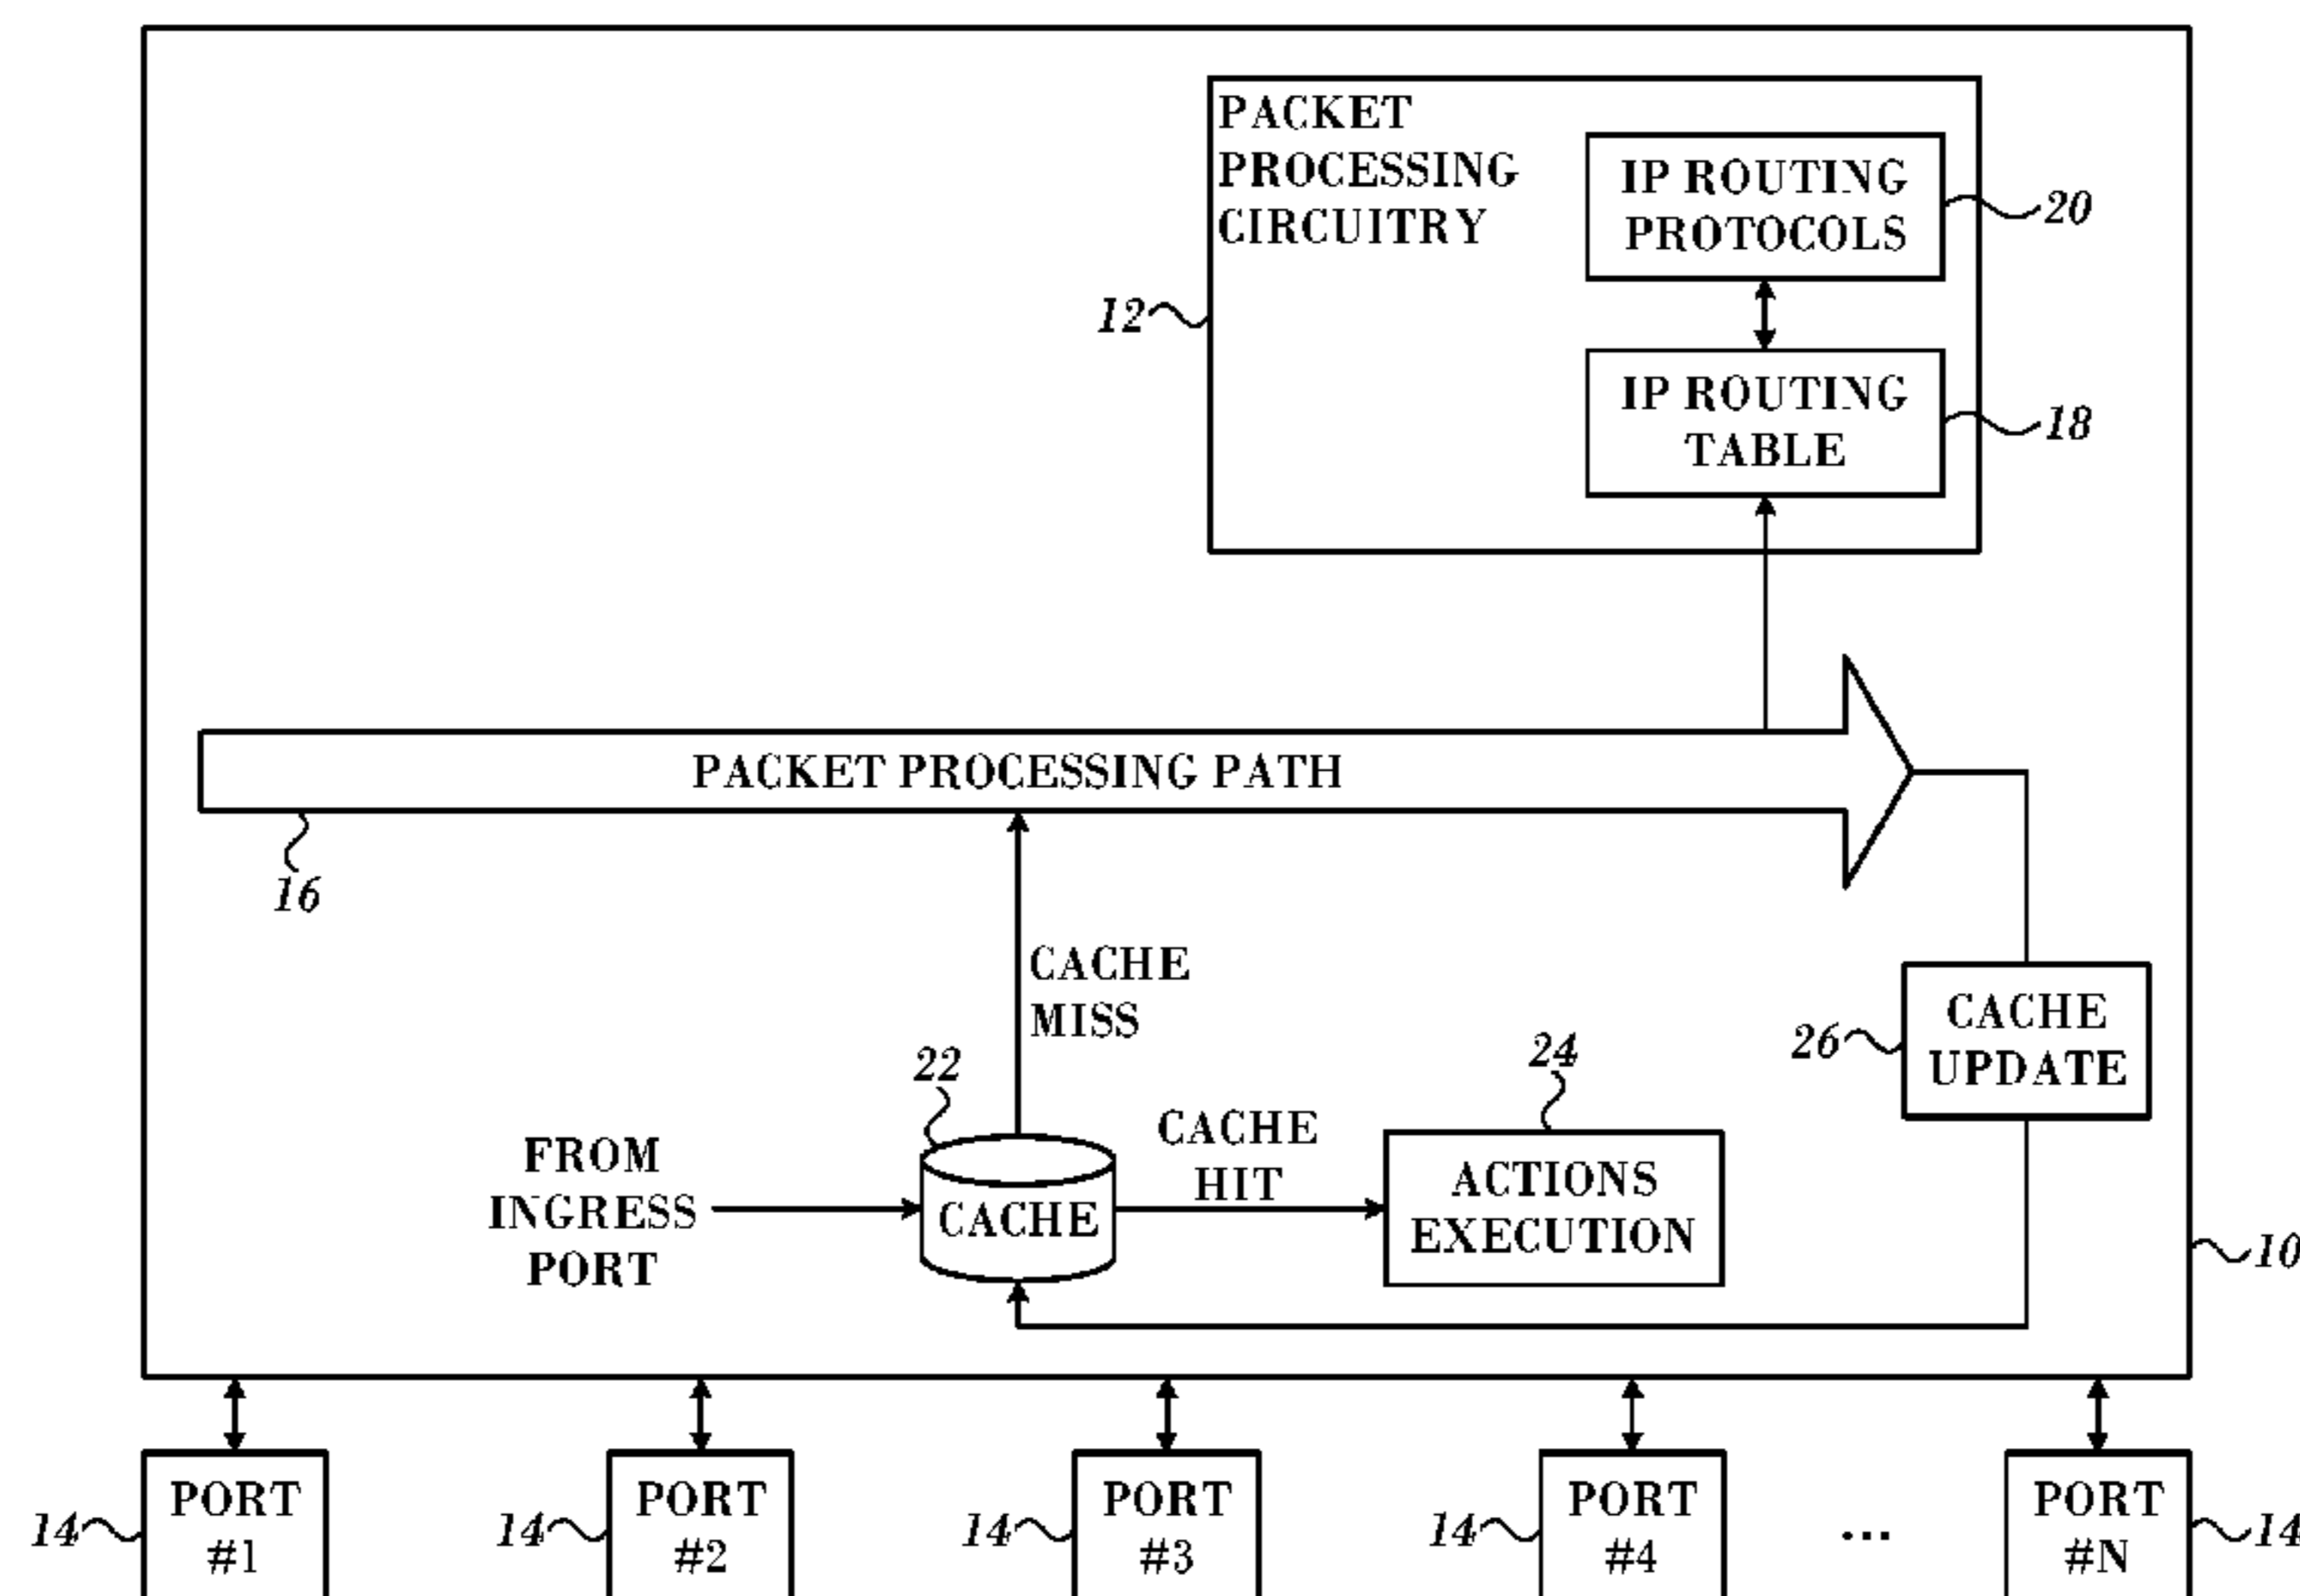 PACKET
PROCESSING
CIRCUITRY
IP ROUTING
PROTOCOLS
20
12
IP ROUTING
TABLE
18
PACKET PROCESSING PATH
16
CACHE
MISS
22
24
26
CACHE
UPDATE
FROM
INGRESS
PORT
CACHE
CACHE
HIT
ACTIONS
EXECUTION
10
14
PORT
#1
14
PORT
#2
14
PORT
#3
14
PORT
#4
...
PORT
#N
14